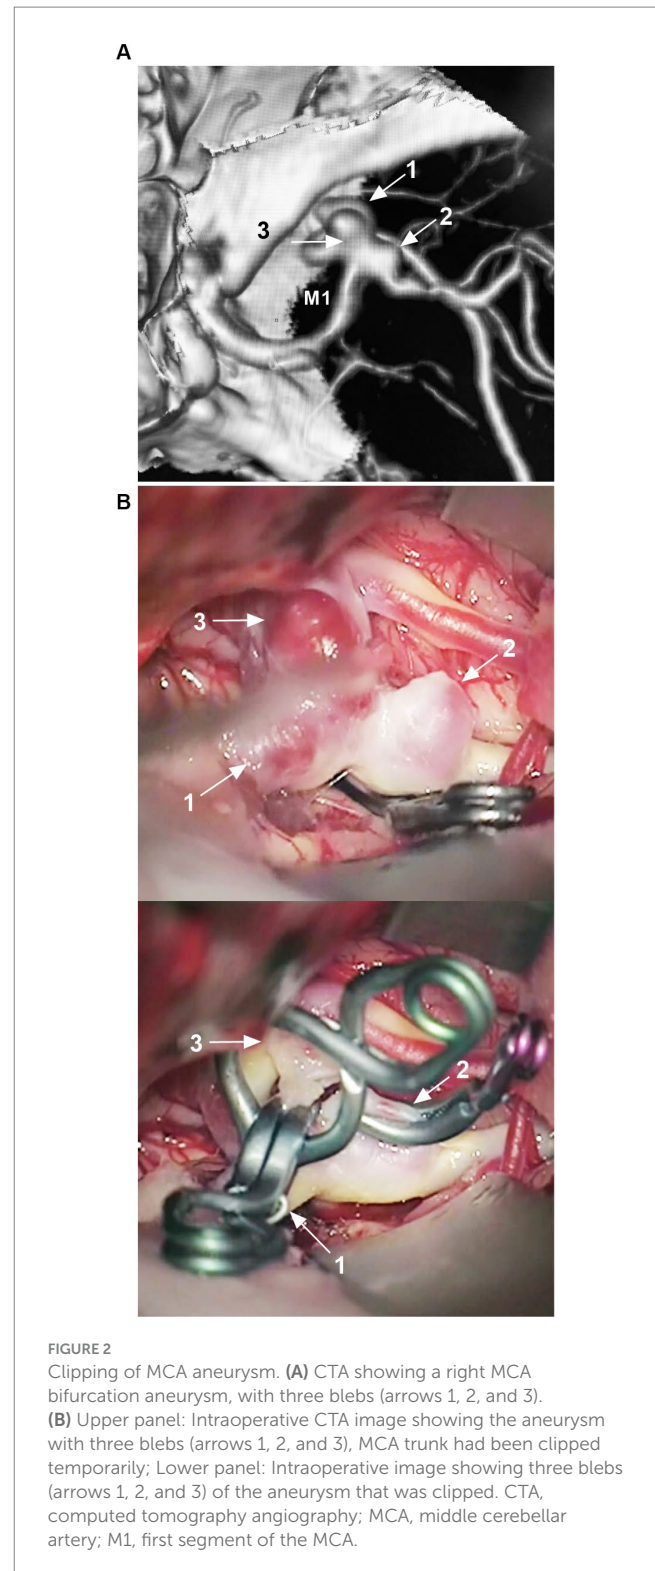 A
1
2
3
M1
B
3
2
1
3
2
1
FIGURE 2
Clipping of MCA aneurysm. (A) CTA showing a right MCA
bifurcation aneurysm, with three blebs (arrows 1, 2, and 3).
(B) Upper panel: Intraoperative CTA image showing the aneurysm
with three blebs (arrows 1, 2, and 3), MCA trunk had been clipped
temporarily; Lower panel: Intraoperative image showing three blebs
(arrows 1, 2, and 3) of the aneurysm that was clipped. CTA,
computed tomography angiography; MCA, middle cerebellar
artery; M1, first segment of the MCA.